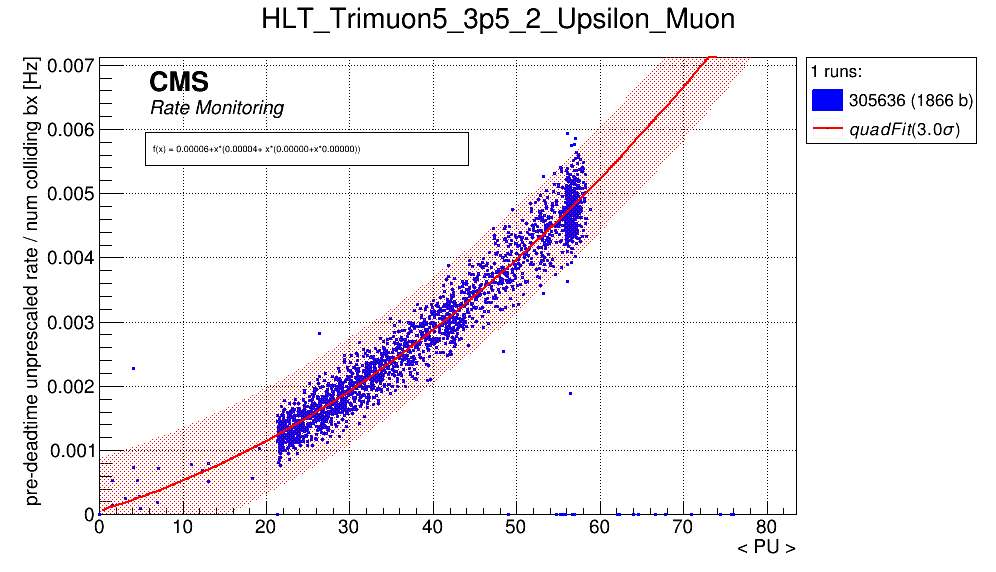 HLT_Trimuon5_3p5_2_Upsilon_Muon
pre-deadtime unprescaled rate / num colliding bx [Hz]
0.007
0.006
0.005
0.004
0.003
0.002
0.001
0
CMS
Rate Monitoring
f(x) = 0.00006+x*(0.00004+ x*(0.00000+x*0.00000))
1 runs:
305636 (1866 b)
quadFit(3.0σ)
0 10 20 30 40 50 60 70 80
< PU >